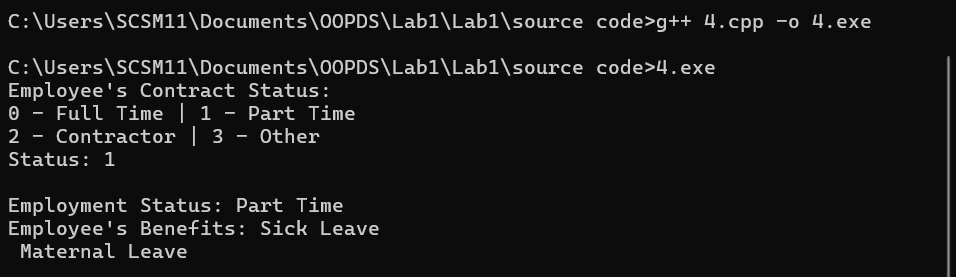 C:\Users\SCSM11\Documents\OOPDS\Lab1\Lab1\source code>g++ 4.cpp -o 4.exe
C:\Users\SCSM11\Documents\OOPDS\Lab1\Lab1\source code>4.exe
Employee's Contract Status:
0 - Full Time | 1 - Part Time
2 - Contractor | 3 - Other
Status: 1
Employment Status: Part Time
Employee's Benefits: Sick Leave
 Maternal Leave